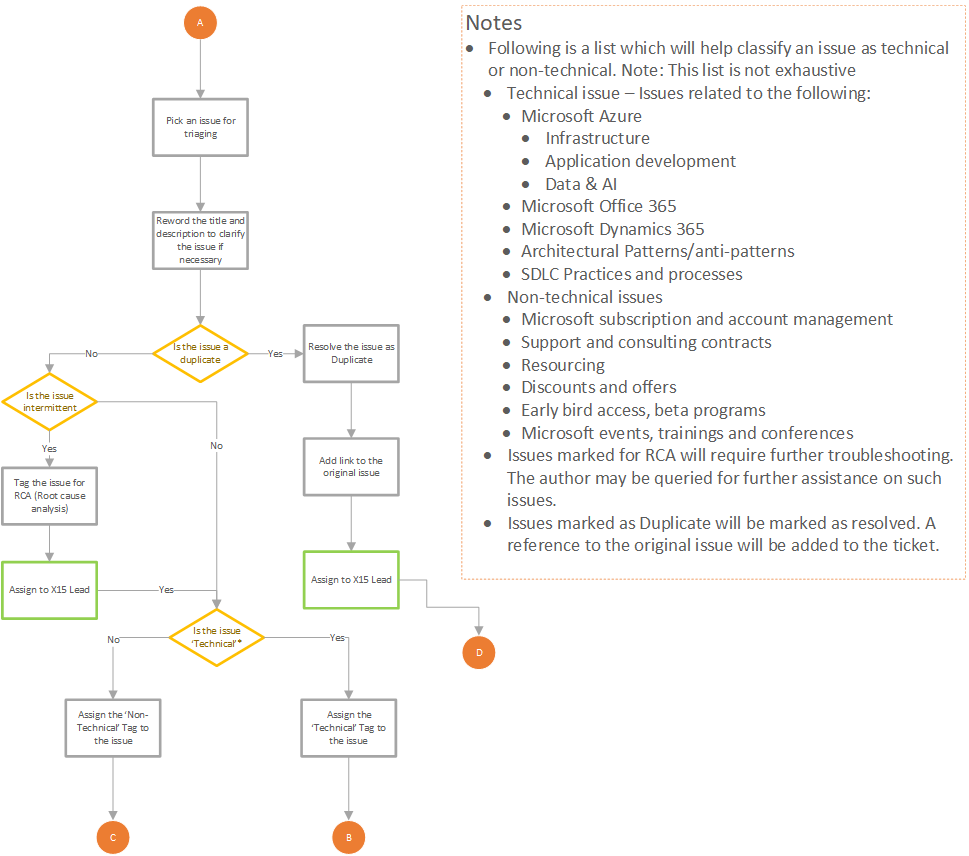 A
Pick an issue for
triaging
Reword the title and
description to clarify
the issue if
necessary
Is the issue a
duplicate
No
Yes
Resolve the issue as
Duplicate
Is the issue
intermittent
No
Yes
Add link to the
original issue
Tag the issue for
RCA (Root cause
analysis)
Assign to X15 Lead
Assign to X15 Lead
Yes
Is the issue
‘Technical’*
No
Yes
D
Assign the ‘Non-
Technical’ Tag to
the issue
Assign the
‘Technical’ Tag to
the issue
C
B
Notes
• Following is a list which will help classify an issue as technical
or non-technical. Note: This list is not exhaustive
• Technical issue – Issues related to the following:
• Microsoft Azure
• Infrastructure
• Application development
• Data & AI
• Microsoft Office 365
• Microsoft Dynamics 365
• Architectural Patterns/anti-patterns
• SDLC Practices and processes
• Non-technical issues
• Microsoft subscription and account management
• Support and consulting contracts
• Resourcing
• Discounts and offers
• Early bird access, beta programs
• Microsoft events, trainings and conferences
• Issues marked for RCA will require further troubleshooting.
The author may be queried for further assistance on such
issues.
• Issues marked as Duplicate will be marked as resolved. A
reference to the original issue will be added to the ticket.